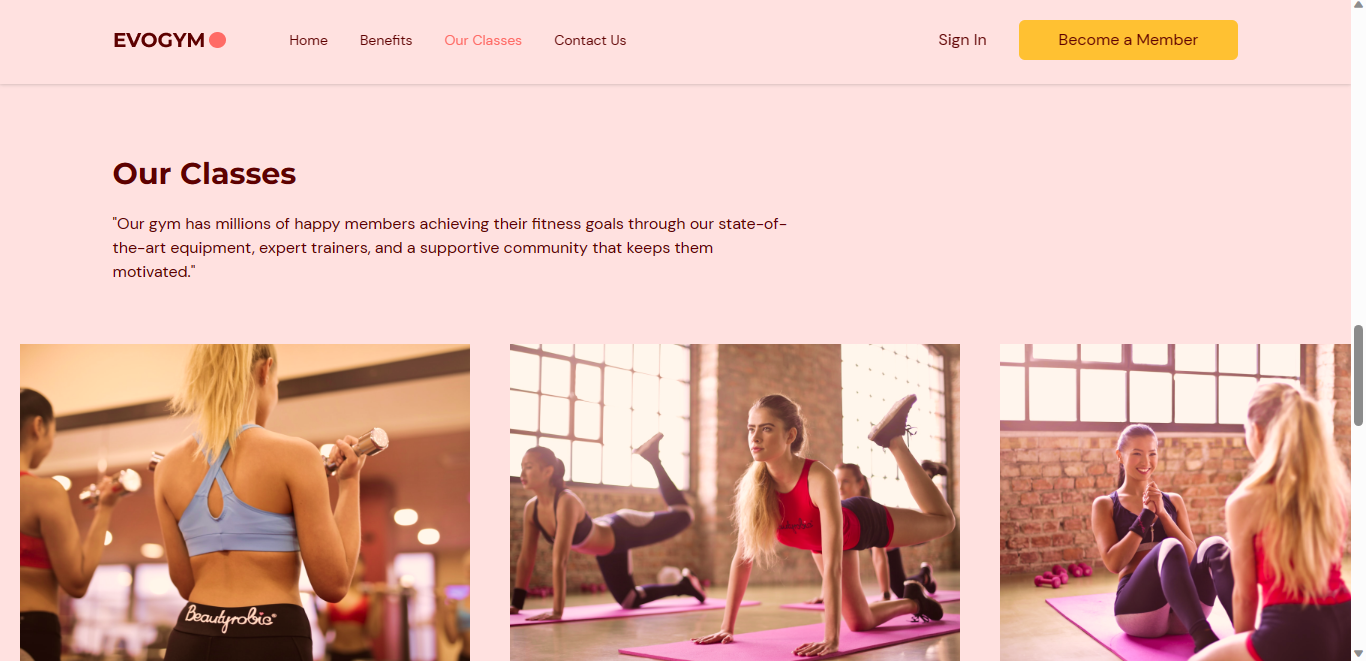 EVOGYM
Home
Benefits
Our Classes
Contact Us
Sign In
Become a Member
Our Classes
"Our gym has millions of happy members achieving their fitness goals through our state-of-
the-art equipment, expert trainers, and a supportive community that keeps them
motivated."
Beautyrobic